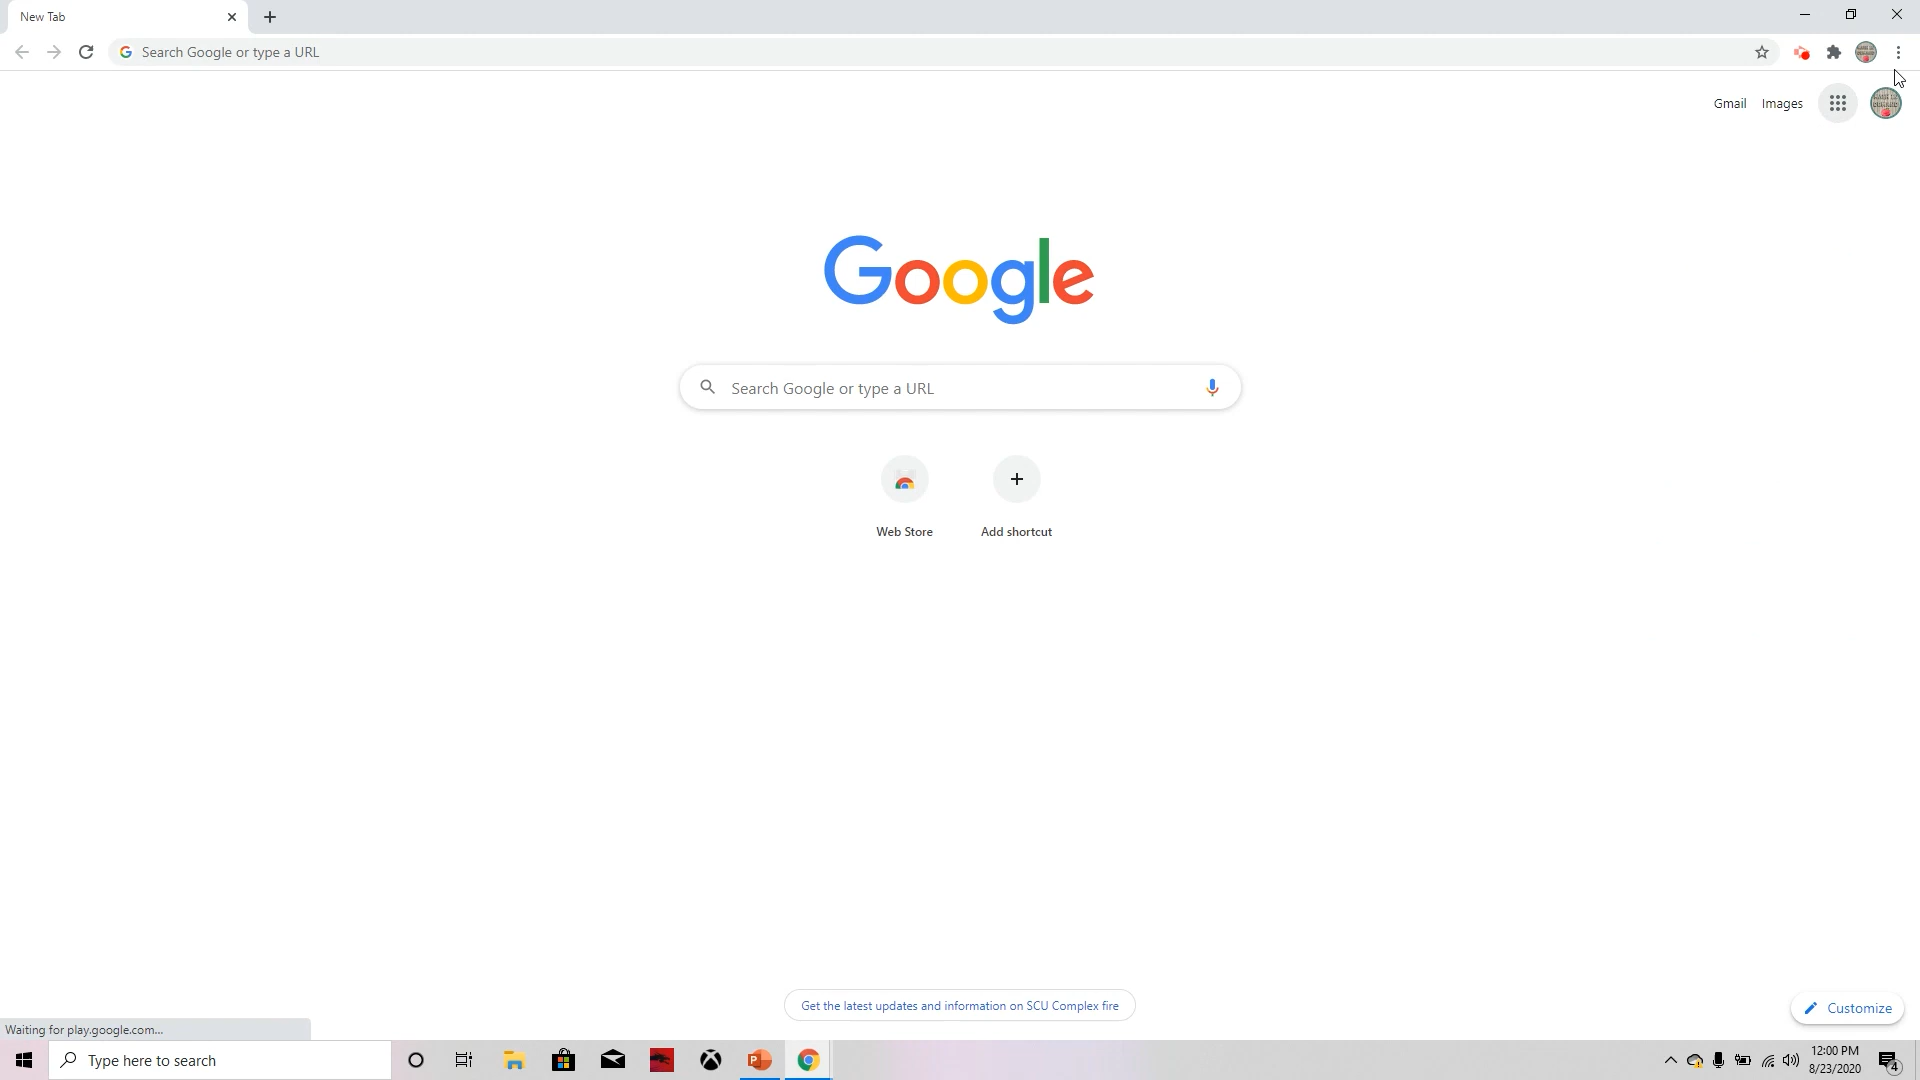 New Tab
Search Google or type a URL
Gmail Images
Google
Search Google or type a URL
Web Store Add shortcut
Get the latest updates and information on SCU Complex fire
Customize
Waiting for play.google.com...
Type here to search
12:00 PM
8/23/2020
4